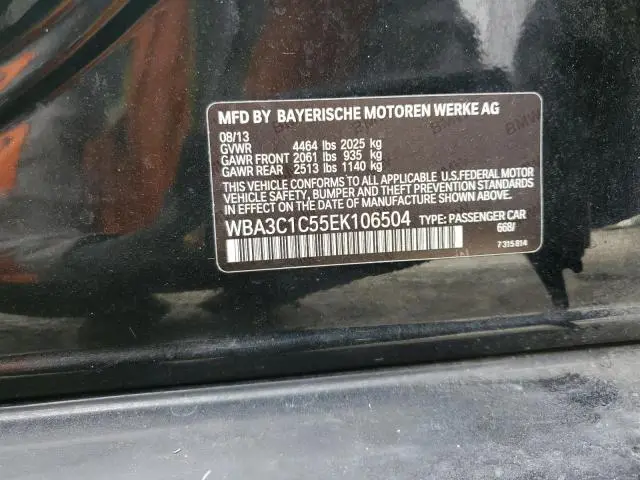 MFD BY BAYERISCHE MOTOREN WERKE AG
08/13
GVWR 4464 lbs 2025 kg
GAWR FRONT 2061 lbs 935 kg
GAWR REAR 2513 lbs 1140 kg
THIS VEHICLE CONFORMS TO ALL APPLICABLE U.S.FEDERAL MOTOR
VEHICLE SAFETY, BUMPER AND THEFT PREVENTION STANDARDS
IN EFFECT ON THE DATE OF MANUFACTURE SHOWN ABOVE.
WBA3C1C55EK106504 TYPE: PASSENGER CAR
668/
7315814